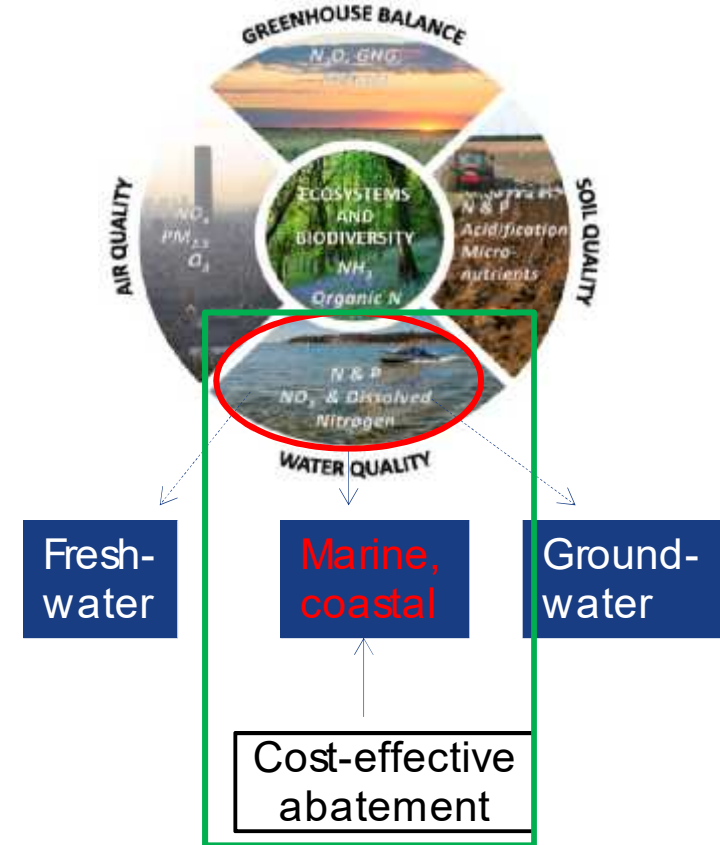 GREENHOUSE BALANCE
N₂O, GHG
AIR QUALITY
NOₓ
PM₂.₅
O₃
ECOSYSTEMS
AND
BIODIVERSITY
NH₃
Organic N
N & P
Acidification
Micro-
nutrients
SOIL QUALITY
N & P
NO₃ & Dissolved
Nitrogen
WATER QUALITY
Fresh-
water
Marine,
coastal
Ground-
water
Cost-effective
abatement